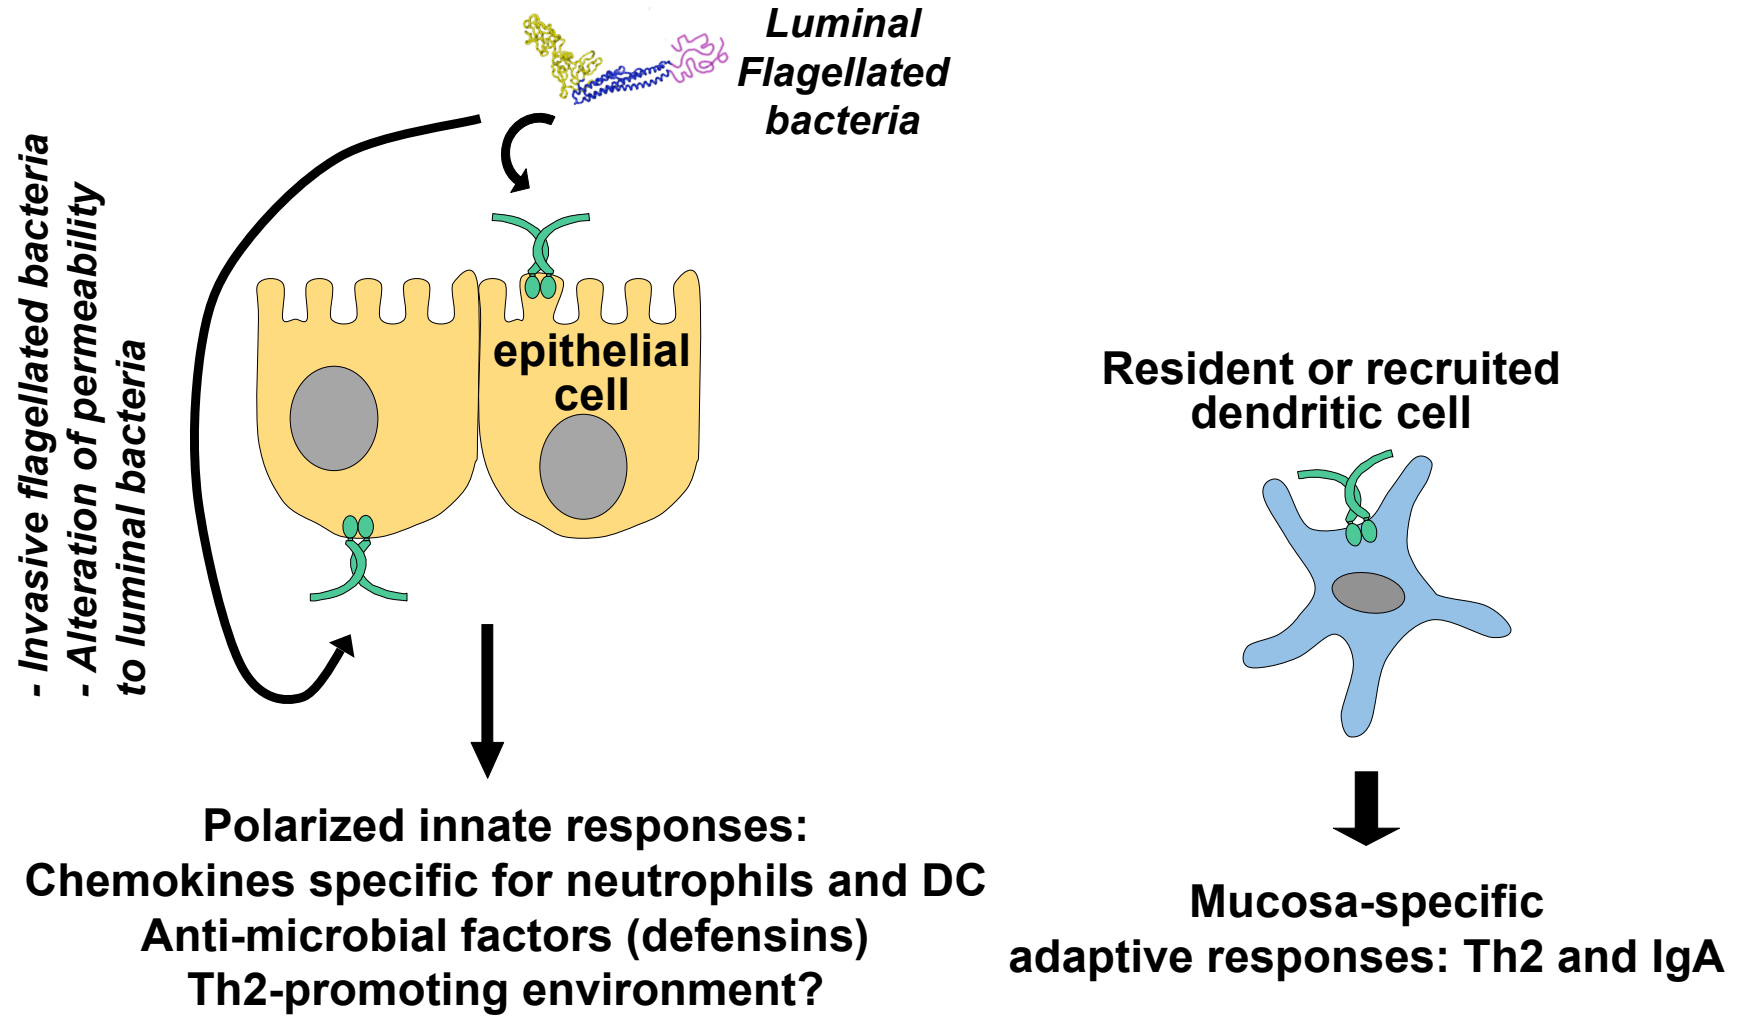 Luminal
Flagellated
bacteria
- Invasive flagellated bacteria
- Alteration of permeability
to luminal bacteria
epithelial
cell
Resident or recruited
dendritic cell
Polarized innate responses:
Chemokines specific for neutrophils and DC
Anti-microbial factors (defensins)
Th2-promoting environment?
Mucosa-specific
adaptive responses: Th2 and IgA